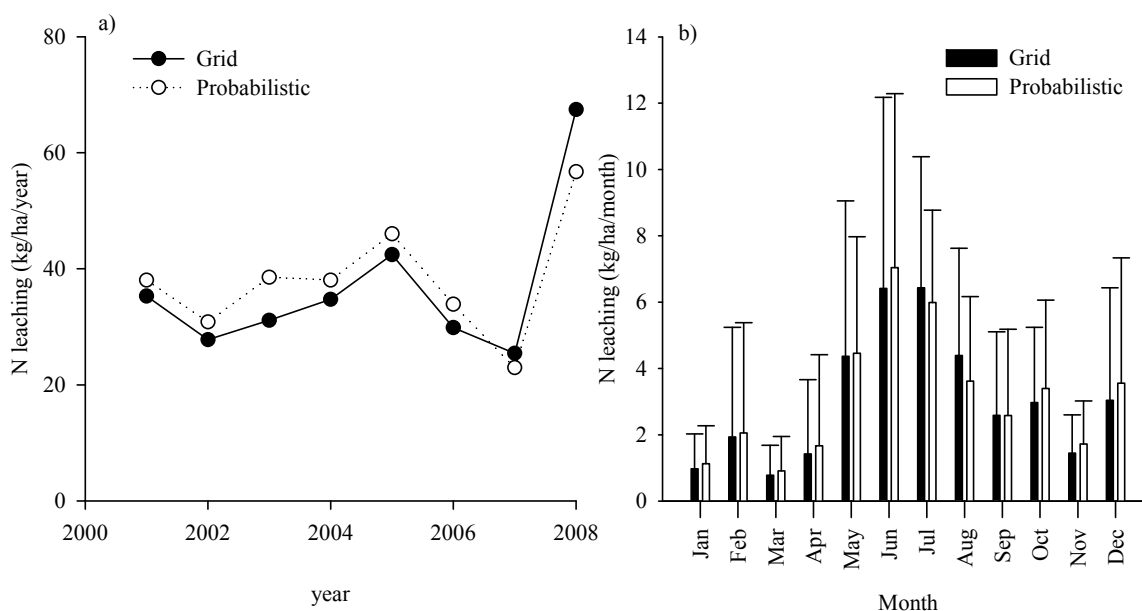 a)
Grid
Probabilistic
N leaching (kg/ha/year)
80
60
40
20
0
2000
2002
2004
2006
2008
year
b)
Grid
Probabilistic
N leaching (kg/ha/month)
14
12
10
8
6
4
2
0
Jan
Feb
Mar
Apr
May
Jun
Jul
Aug
Sep
Oct
Nov
Dec
Month